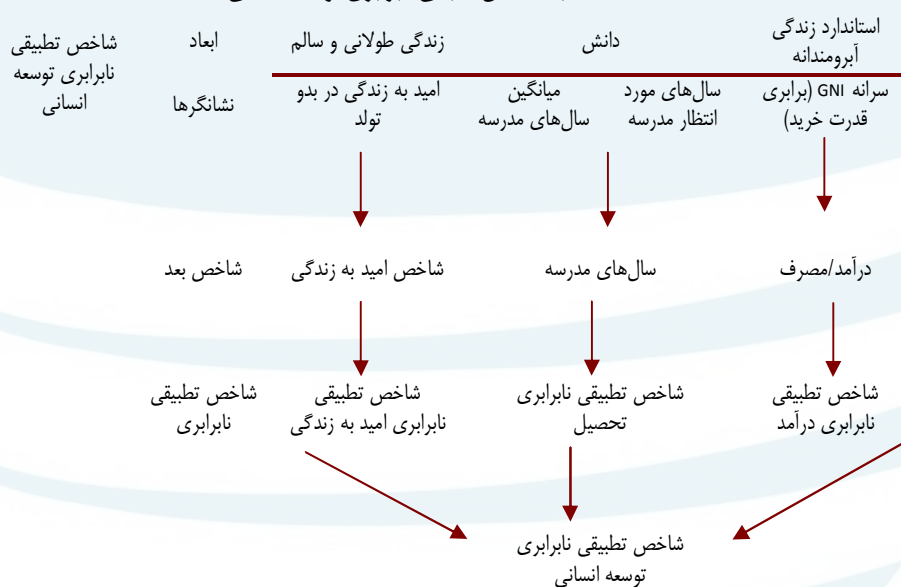 شاخص تطبیقی
نابرابری توسعه
انسانی
ابعاد
زندگی طولانی و سالم
دانش
استاندارد زندگی
آبرومندانه
نشانگرها
امید به زندگی در بدو
تولد
میانگین
سال‌های مدرسه
سال‌های مورد
انتظار مدرسه
سرانه GNI (برابری
قدرت خرید)
شاخص بعد
شاخص امید به زندگی
سال‌های مدرسه
درآمد/مصرف
شاخص تطبیقی
نابرابری
شاخص تطبیقی
نابرابری امید به زندگی
شاخص تطبیقی نابرابری
تحصیل
شاخص تطبیقی
نابرابری درآمد
شاخص تطبیقی نابرابری
توسعه انسانی